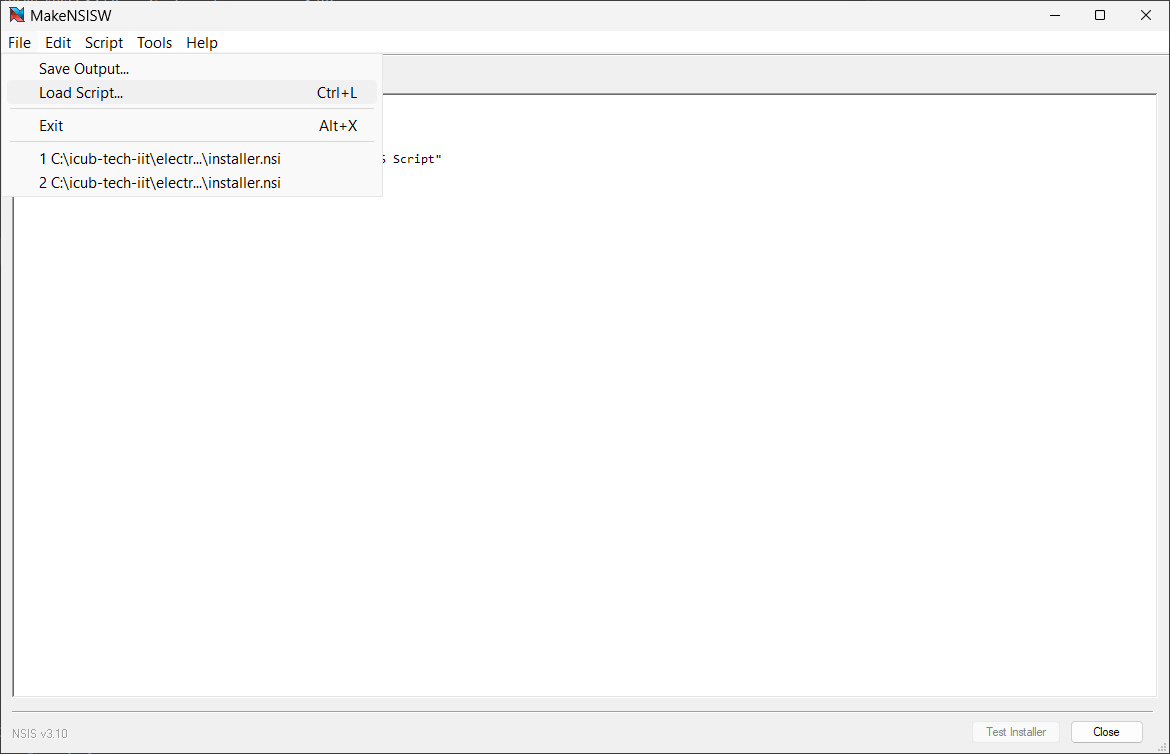 MakeNSISW
File Edit Script Tools Help
Save Output...
Load Script... Ctrl+L
Exit Alt+X
1 C:\icub-tech-iit\electr...\installer.nsi
Script"
2 C:\icub-tech-iit\electr...\installer.nsi
NSIS v3.10
Test Installer Close